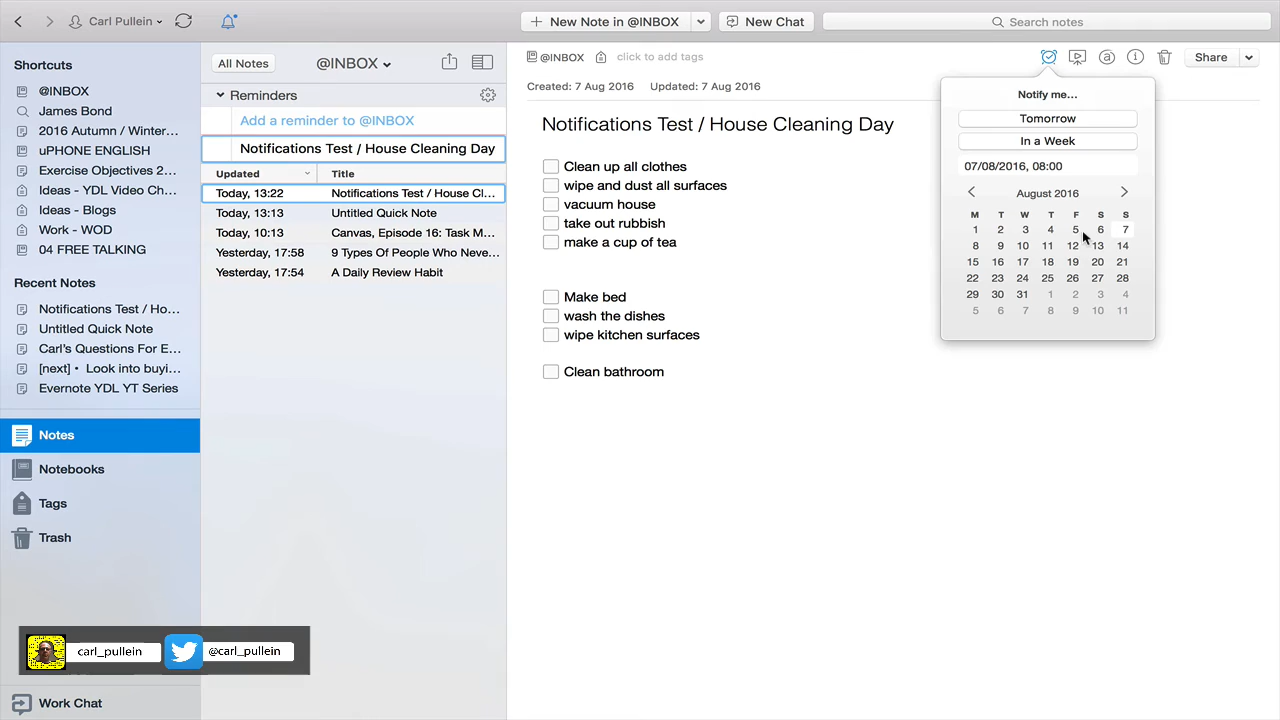 Carl Pullein
New Note in @INBOX
New Chat
Search notes
Shortcuts
@INBOX
James Bond
2016 Autumn / Winter...
uPHONE ENGLISH
Exercise Objectives 2...
Ideas - YDL Video Ch...
Ideas - Blogs
Work - WOD
04 FREE TALKING
Recent Notes
Notifications Test / Ho...
Untitled Quick Note
Carl's Questions For E...
[next] • Look into buyi...
Evernote YDL YT Series
Notes
Notebooks
Tags
Trash
carl_pullein
@carl_pullein
Work Chat
All Notes
@INBOX
Reminders
Add a reminder to @INBOX
Notifications Test / House Cleaning Day
Updated Title
Today, 13:22 Notifications Test / House Cl...
Today, 13:13 Untitled Quick Note
Today, 10:13 Canvas, Episode 16: Task M...
Yesterday, 17:58 9 Types Of People Who Neve...
Yesterday, 17:54 A Daily Review Habit
@INBOX click to add tags
Share
Created: 7 Aug 2016 Updated: 7 Aug 2016
Notifications Test / House Cleaning Day
Clean up all clothes
wipe and dust all surfaces
vacuum house
take out rubbish
make a cup of tea
Make bed
wash the dishes
wipe kitchen surfaces
Clean bathroom
Notify me...
Tomorrow
In a Week
07/08/2016, 08:00
August 2016
M T W T F S S
1 2 3 4 5 6 7
8 9 10 11 12 13 14
15 16 17 18 19 20 21
22 23 24 25 26 27 28
29 30 31 1 2 3 4
5 6 7 8 9 10 11